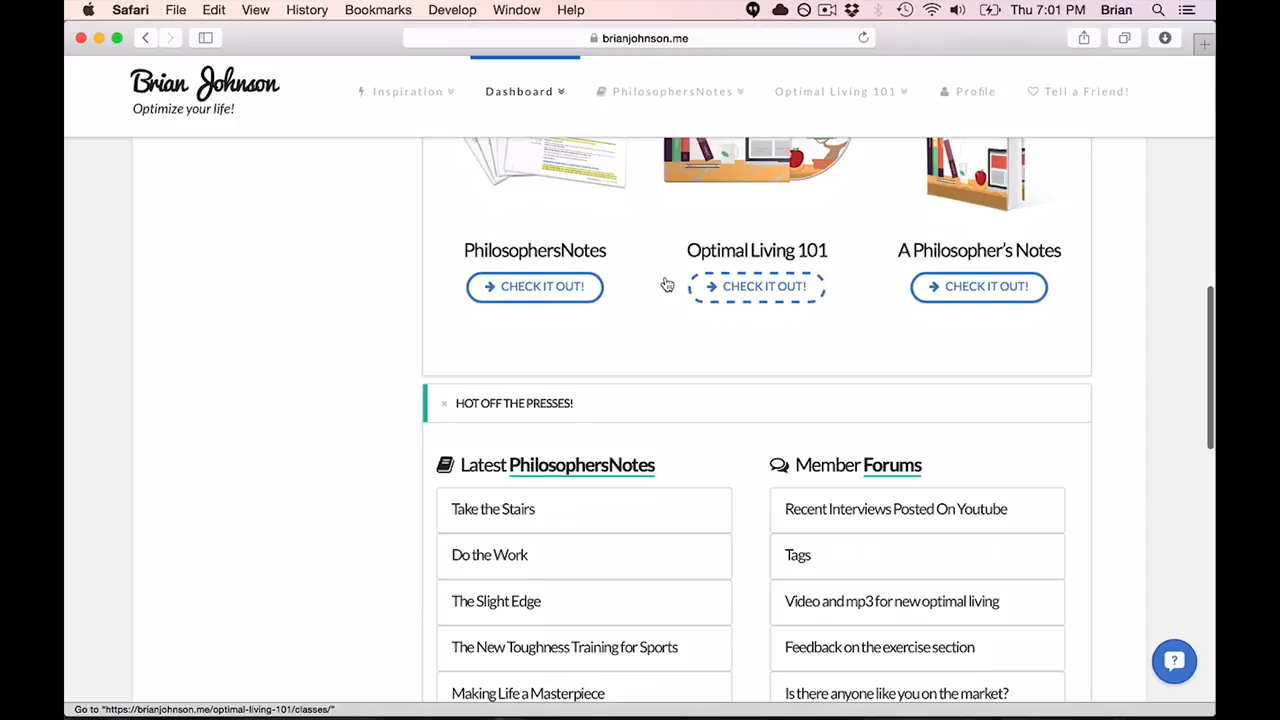 Safari File Edit View History Bookmarks Develop Window Help Thu 7:01 PM Brian
brianjohnson.me
Brian Johnson
Optimize your life!
Inspiration Dashboard PhilosophersNotes Optimal Living 101 Profile Tell a Friend!
PhilosophersNotes Optimal Living 101 A Philosopher's Notes
CHECK IT OUT! CHECK IT OUT! CHECK IT OUT!
HOT OFF THE PRESSES!
Latest PhilosophersNotes
Take the Stairs
Do the Work
The Slight Edge
The New Toughness Training for Sports
Making Life a Masterpiece
Member Forums
Recent Interviews Posted On Youtube
Tags
Video and mp3 for new optimal living
Feedback on the exercise section
Is there anyone like you on the market?
Go to "https://brianjohnson.me/optimal-living-101/classes/"